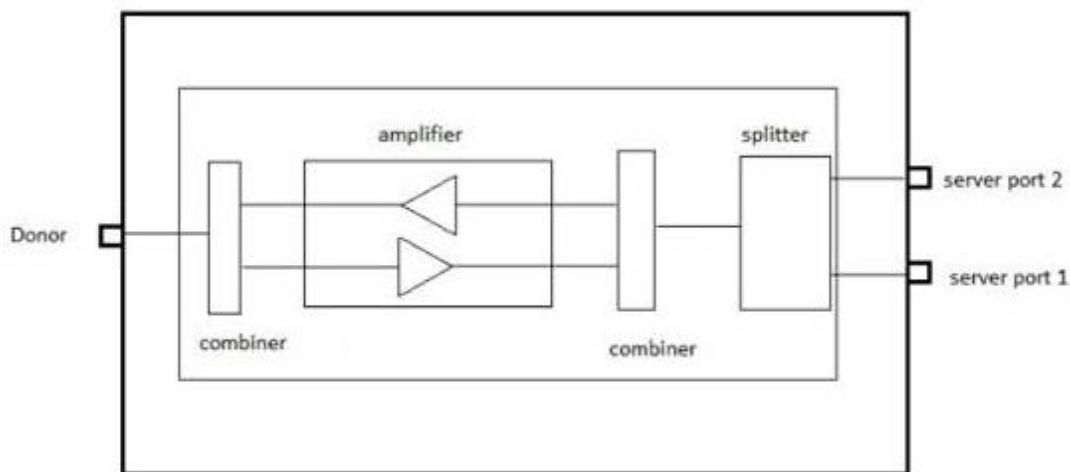 amplifier
splitter
server port 2
Donor
server port 1
combiner
combiner